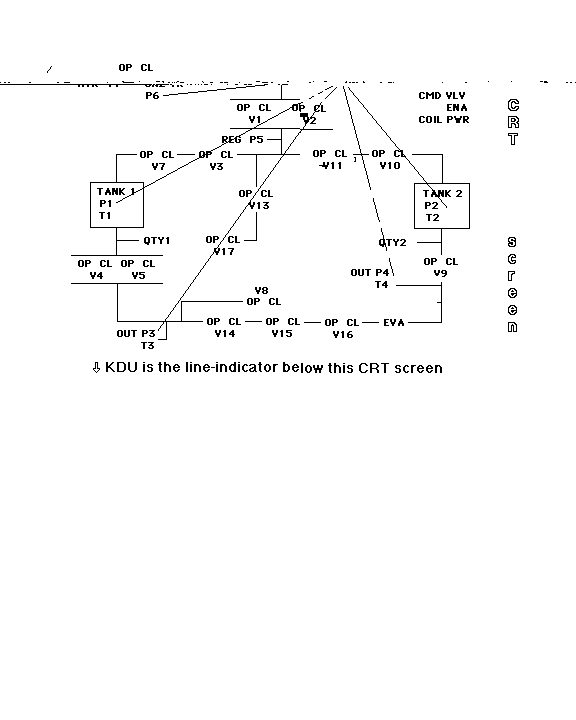 OP CL
P6
CMD VLV
ENA
COIL PWR
OP CL OP CL
V1 V2
REG P5
OP CL OP CL OP CL OP CL
V7 V3 V11 V10
TANK 1
P1
T1
OP CL
V13
TANK 2
P2
T2
QTY1
OP CL
V17
QTY2
OP CL OP CL
V4 V5
OP CL
V9
OUT P4
T4
V8
OP CL
OUT P3
T3
OP CL OP CL OP CL EVA
V14 V15 V16
CRT
screen
⇩ KDU is the line-indicator below this CRT screen